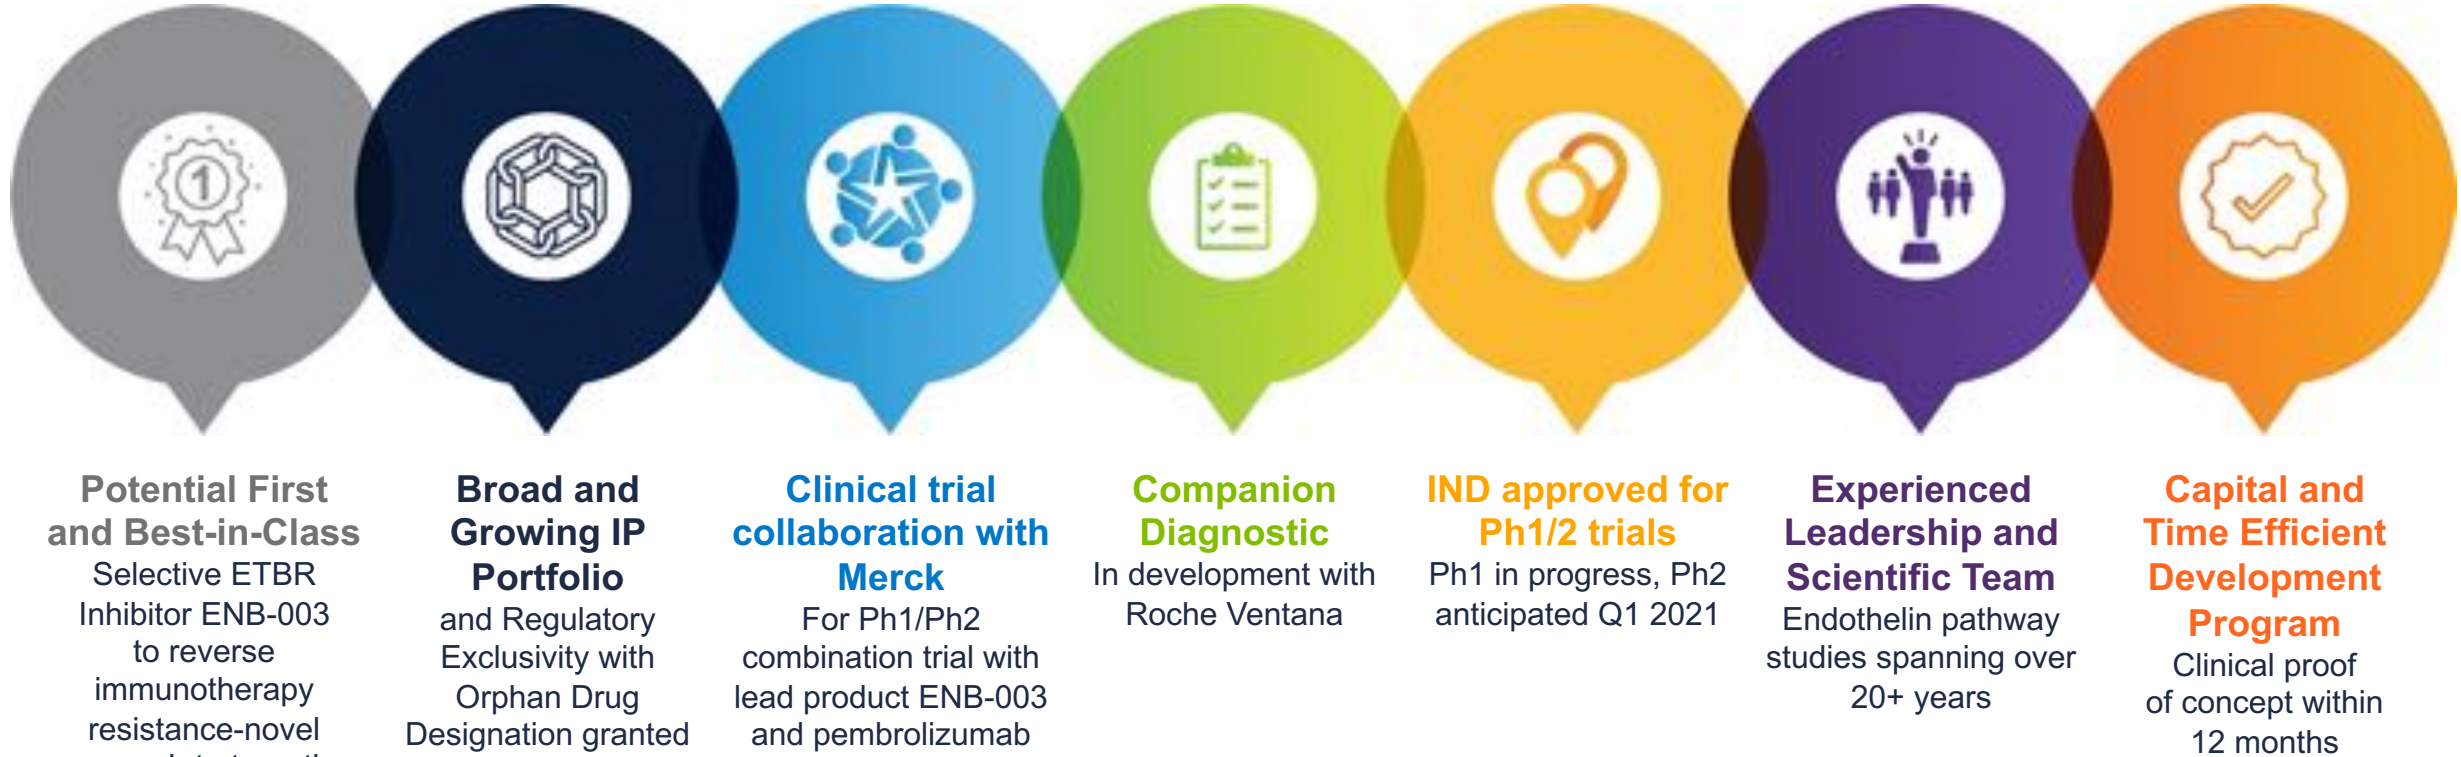 1
Potential First
and Best-in-Class
Selective ETBR
Inhibitor ENB-003
to reverse
immunotherapy
resistance-novel
Broad and
Growing IP
Portfolio
and Regulatory
Exclusivity with
Orphan Drug
Designation granted
Clinical trial
collaboration with
Merck
For Ph1/Ph2
combination trial with
lead product ENB-003
and pembrolizumab
Companion
Diagnostic
In development with
Roche Ventana
IND approved for
Ph1/2 trials
Ph1 in progress, Ph2
anticipated Q1 2021
Experienced
Leadership and
Scientific Team
Endothelin pathway
studies spanning over
20+ years
Capital and
Time Efficient
Development
Program
Clinical proof
of concept within
12 months